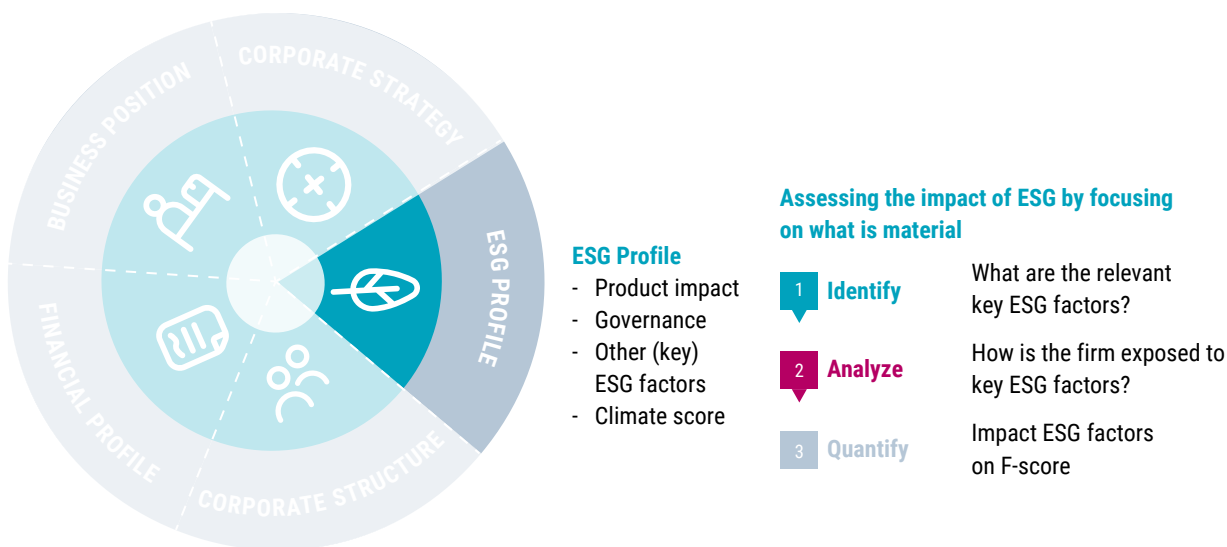 BUSINESS POSITION
CORPORATE STRATEGY
ESG PROFILE
CORPORATE STRUCTURE
FINANCIAL PROFILE
ESG Profile
- Product impact
- Governance
- Other (key)
ESG factors
- Climate score
Assessing the impact of ESG by focusing
on what is material
1 Identify
What are the relevant
key ESG factors?
2 Analyze
How is the firm exposed to
key ESG factors?
3 Quantify
Impact ESG factors
on F-score